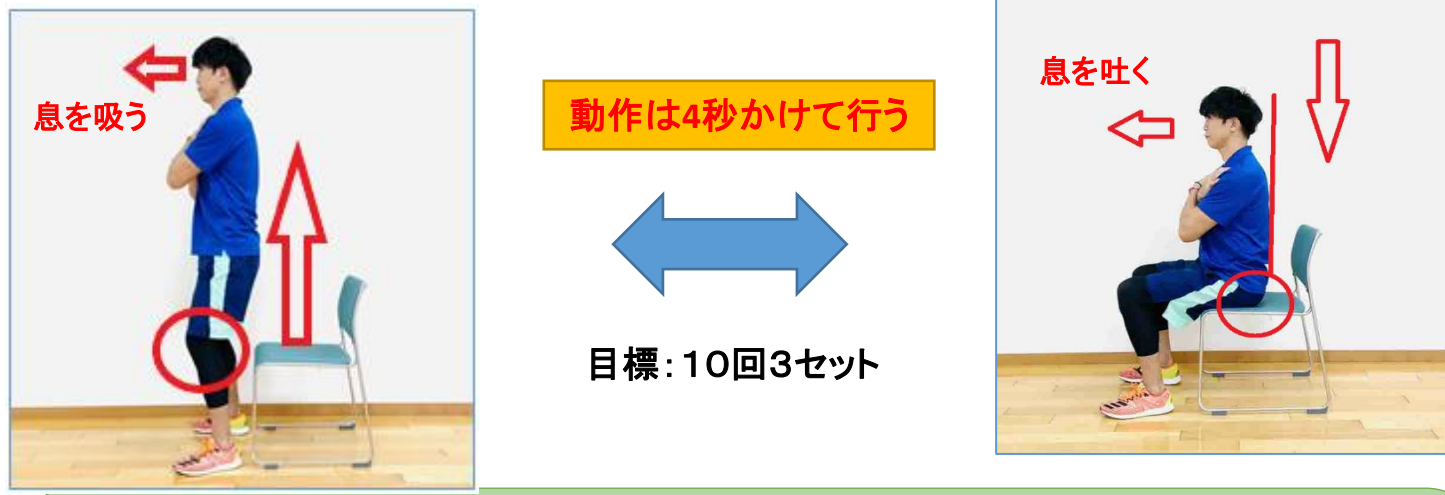 息を吸う
動作は4秒かけて行う
目標：１０回３セット
息を吐く